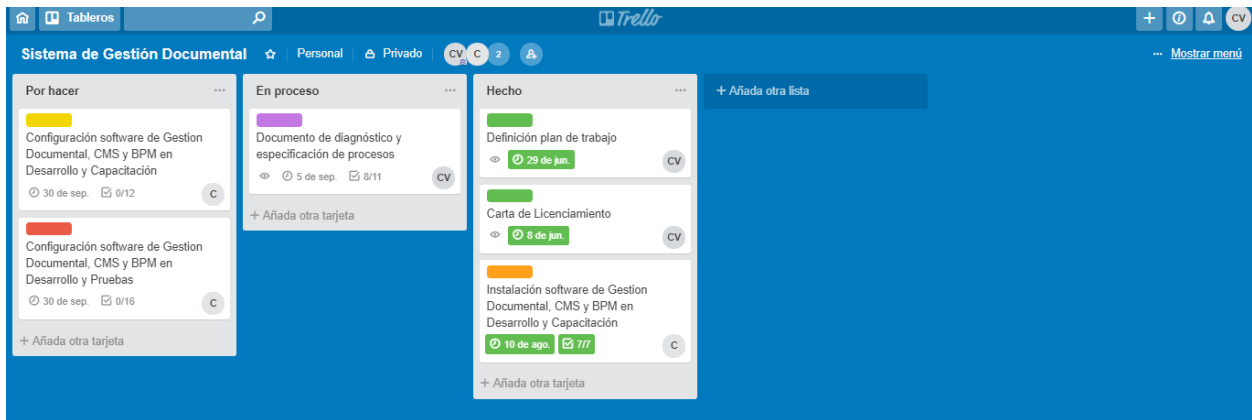 Tableros
Trello
CV
Sistema de Gestión Documental
Personal
Privado
CV
C
2
... Mostrar menú
Por hacer
Configuración software de Gestion
Documental, CMS y BPM en
Desarrollo y Capacitación
30 de sep. 0/12
C
Configuración software de Gestion
Documental, CMS y BPM en
Desarrollo y Pruebas
30 de sep. 0/16
C
+ Añada otra tarjeta
En proceso
Documento de diagnóstico y
especificación de procesos
5 de sep. 8/11
CV
+ Añada otra tarjeta
Hecho
Definición plan de trabajo
29 de jun.
CV
Carta de Licenciamiento
8 de jun.
CV
Instalación software de Gestion
Documental, CMS y BPM en
Desarrollo y Capacitación
10 de ago. 7/7
C
+ Añada otra tarjeta
+ Añada otra lista